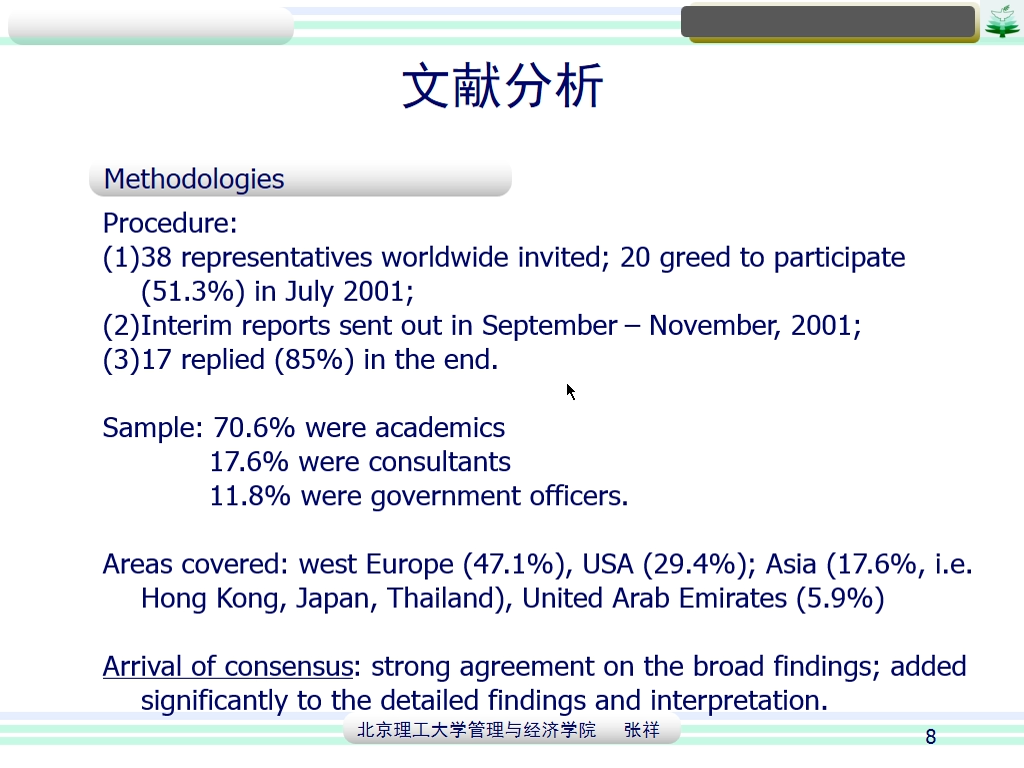 文献分析
Methodologies
Procedure:
(1)38 representatives worldwide invited; 20 greed to participate
(51.3%) in July 2001;
(2)Interim reports sent out in September – November, 2001;
(3)17 replied (85%) in the end.
Sample: 70.6% were academics
17.6% were consultants
11.8% were government officers.
Areas covered: west Europe (47.1%), USA (29.4%); Asia (17.6%, i.e.
Hong Kong, Japan, Thailand), United Arab Emirates (5.9%)
Arrival of consensus: strong agreement on the broad findings; added
significantly to the detailed findings and interpretation.
北京理工大学管理与经济学院 张祥
8